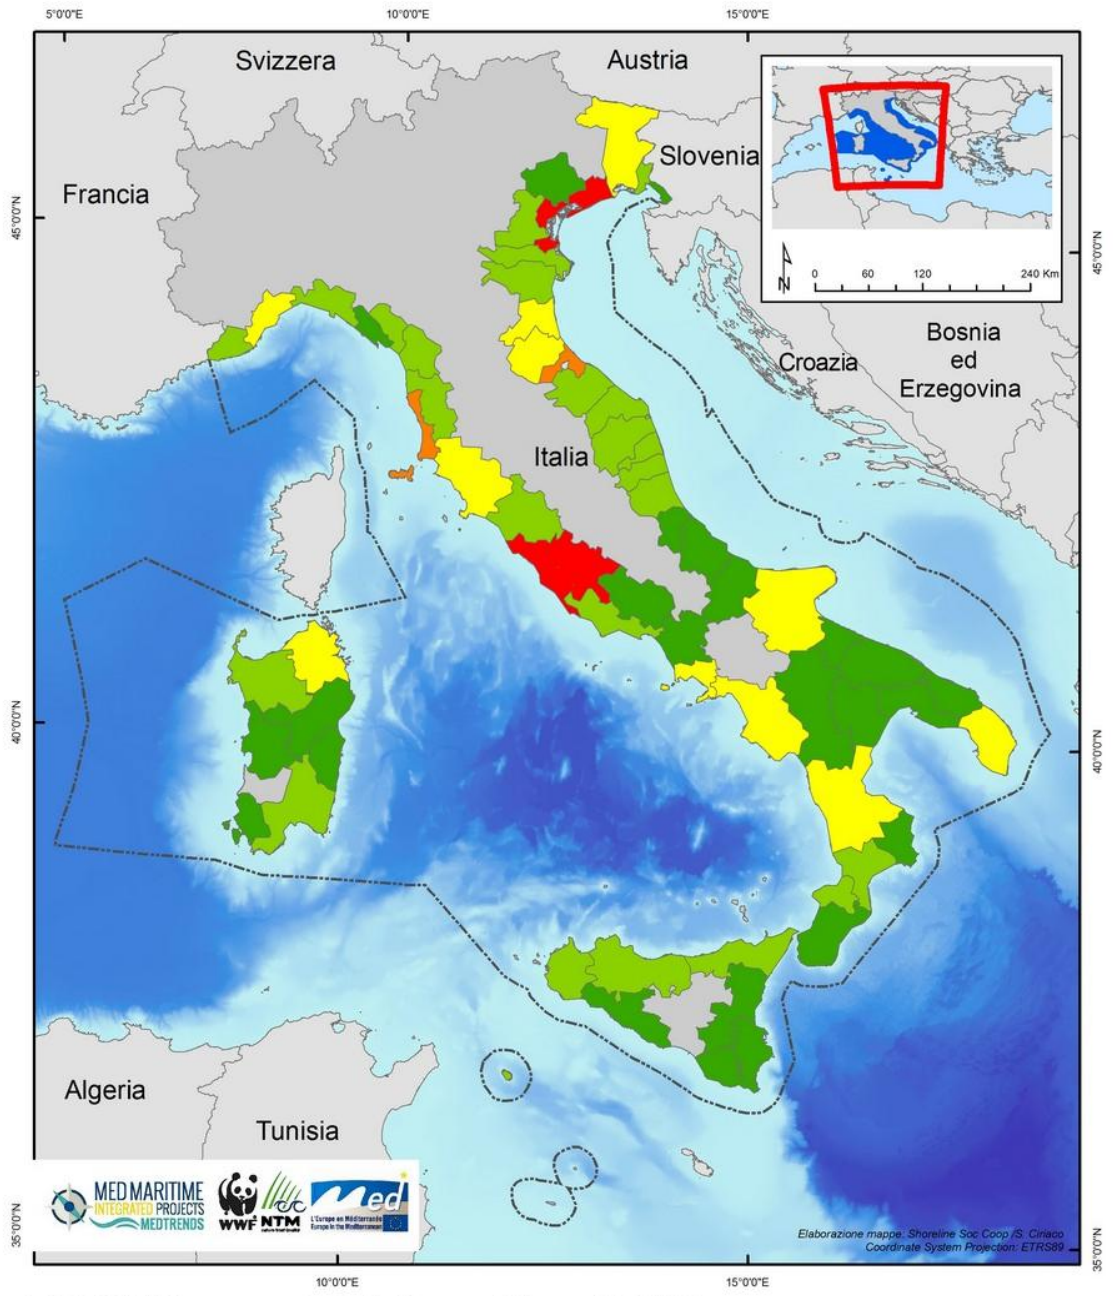 5°0'0"E
10°0'0"E
15°0'0"E
Svizzera
Austria
Slovenia
Francia
45°0'0"N
45°0'0"N
0
60
120
240 Km
Bosnia
ed
Erzegovina
Croazia
Italia
40°0'0"N
40°0'0"N
Algeria
Tunisia
MED MARITIME
INTEGRATED PROJECTS
MEDTRENDS
WWF
NTM
Med
L'Europe en Méditerranée
Europe in the Mediterranean
Elaborazione mappe: Shoreline Soc Coop /S. Ciriaco
Coordinate System Projection: ETRS89
35°0'0"N
35°0'0"N
10°0'0"E
15°0'0"E